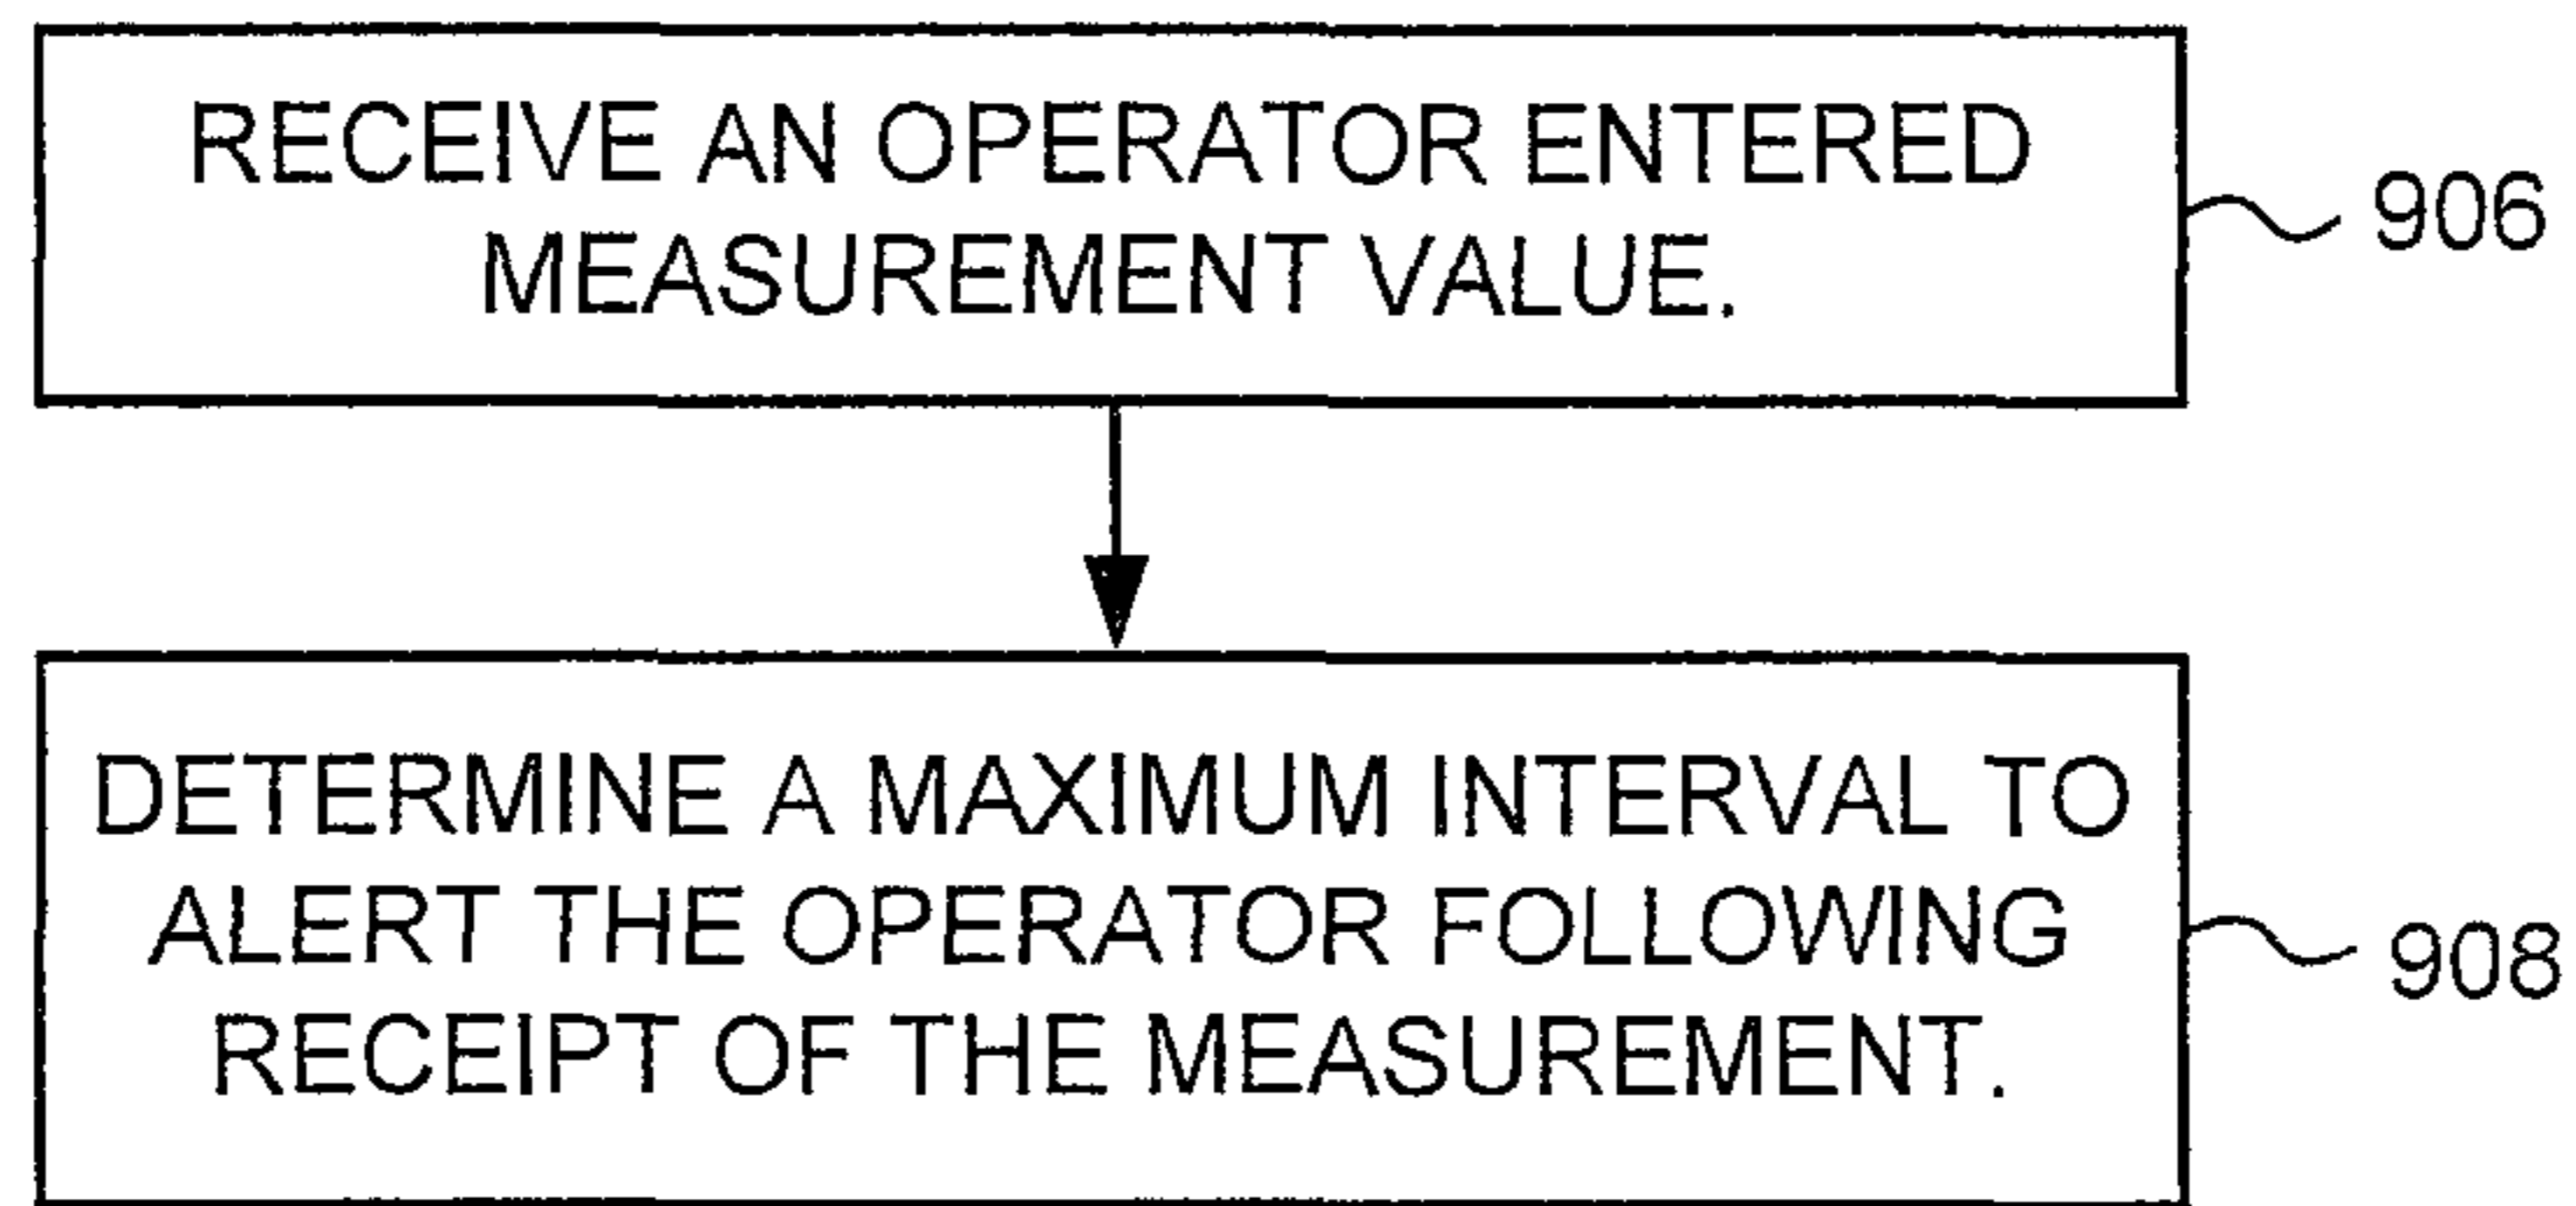 RECEIVE AN OPERATOR ENTERED
MEASUREMENT VALUE.
906
DETERMINE A MAXIMUM INTERVAL TO
ALERT THE OPERATOR FOLLOWING
RECEIPT OF THE MEASUREMENT.
908